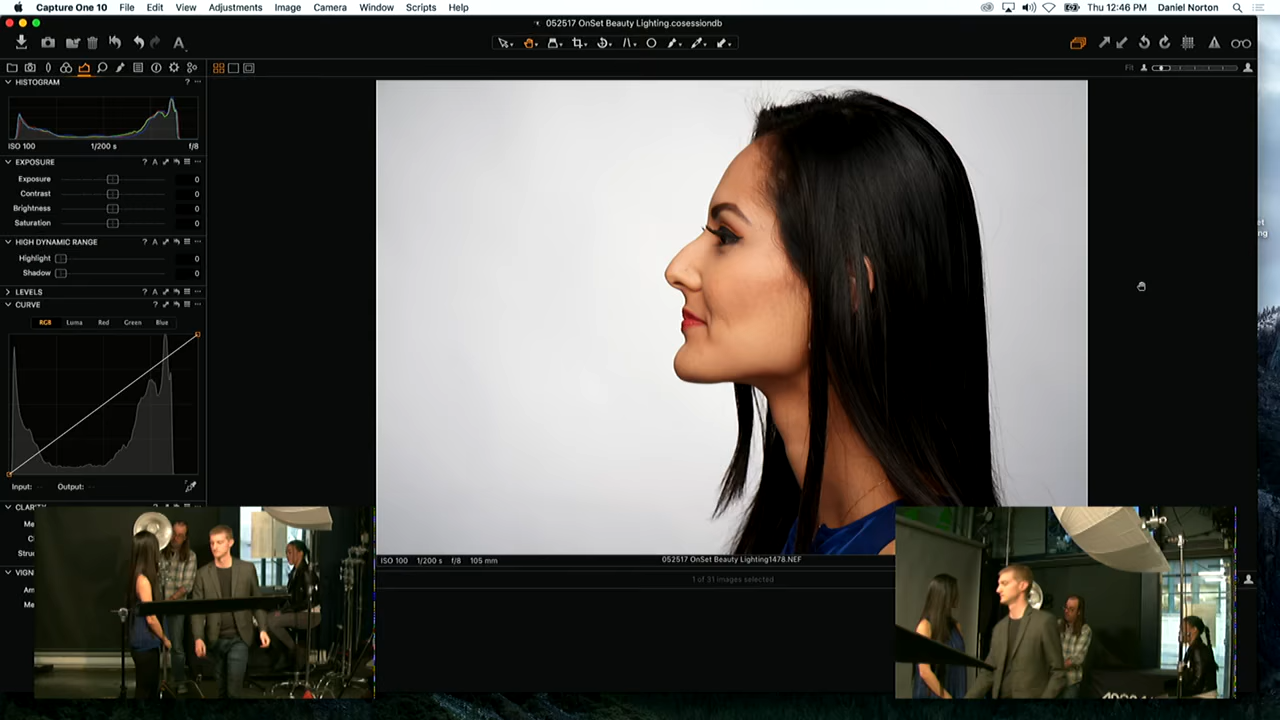 Capture One 10 File Edit View Adjustments Image Camera Window Scripts Help Thu 12:46 PM Daniel Norton
052517 OnSet Beauty Lighting.cosessiondb
HISTOGRAM ?
ISO 100 1/200 s f/8
EXPOSURE ? A
Exposure 0
Contrast 0
Brightness 0
Saturation 0
HIGH DYNAMIC RANGE ? A
Highlight 0
Shadow 0
LEVELS ? A
CURVE ?
RGB Luma Red Green Blue
Input: -- Output: --
ISO 100 1/200 s f/8 105 mm 052517 OnSet Beauty Lighting1478.NEF
1 of 31 images selected